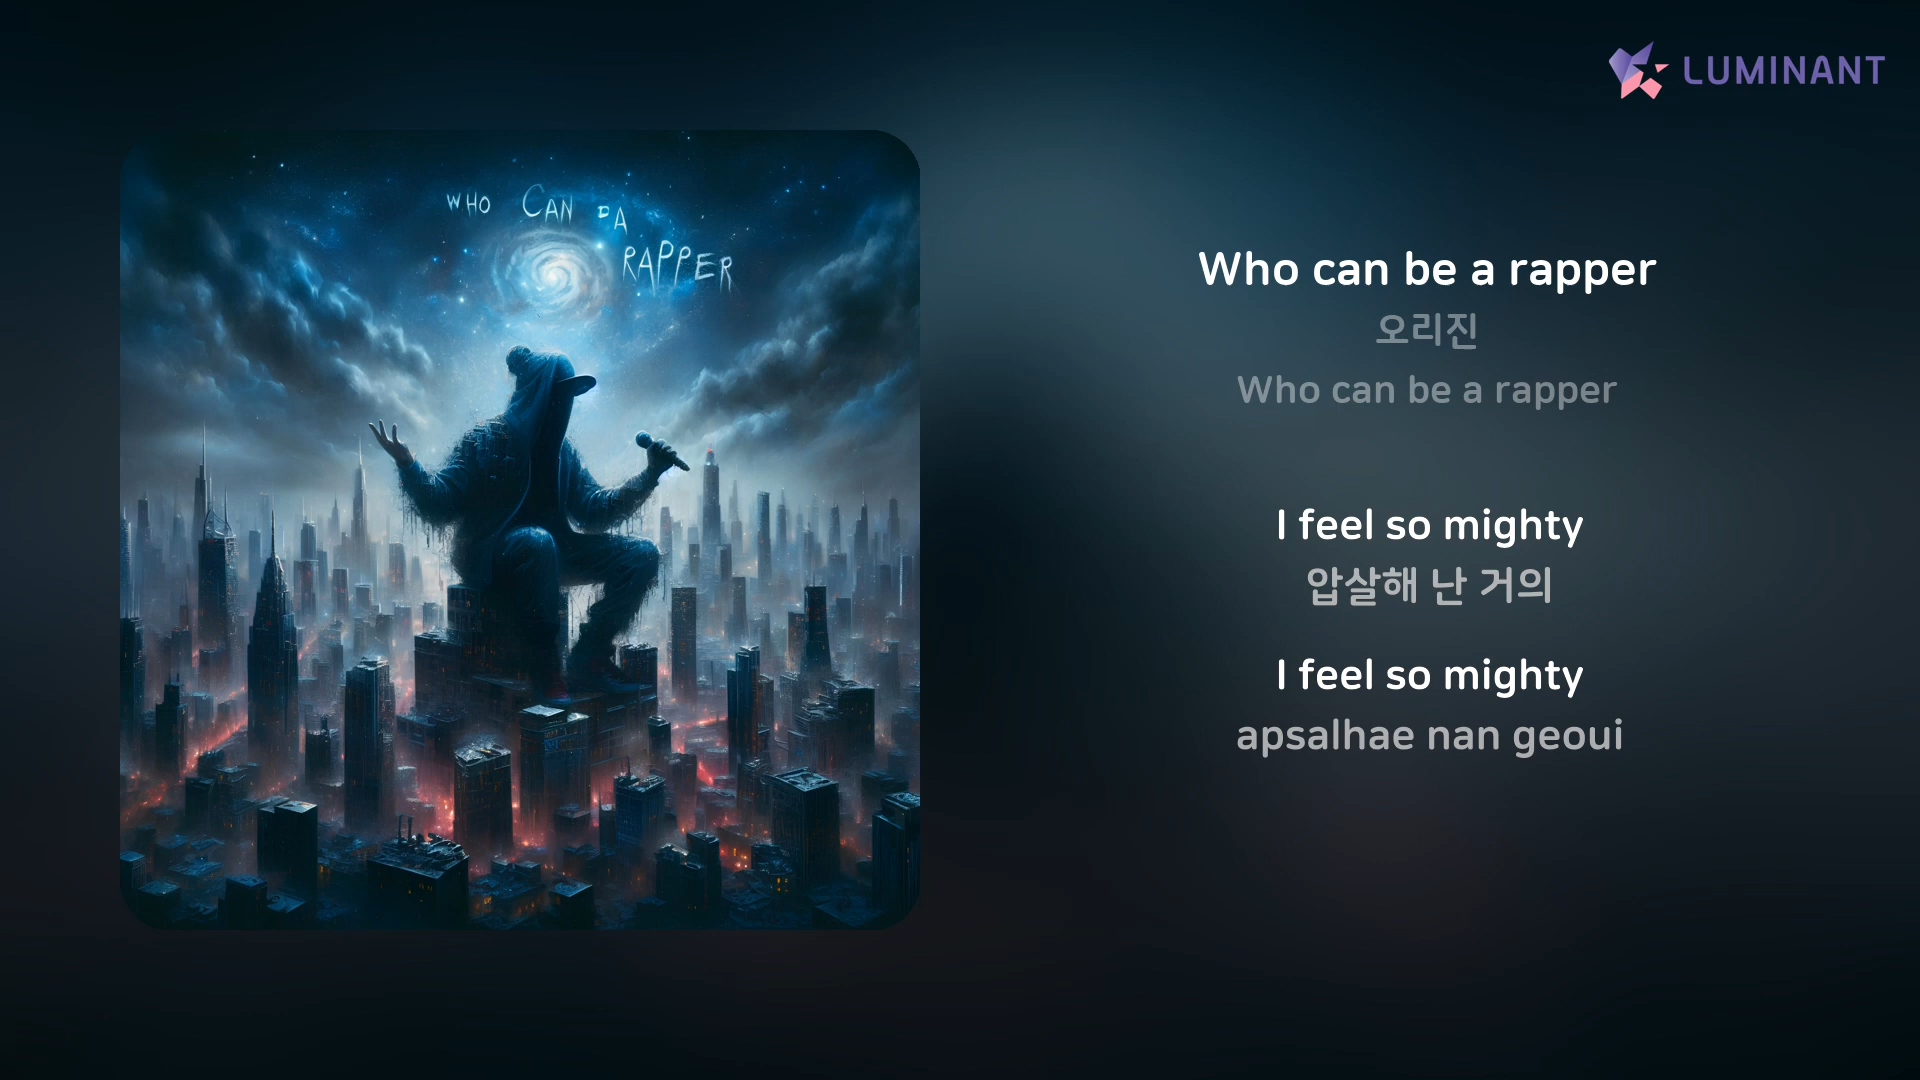 LUMINANT
WHO CAN DA
RAPPER
Who can be a rapper
오리진
Who can be a rapper
I feel so mighty
압살해 난 거의
I feel so mighty
apsalhae nan geoui